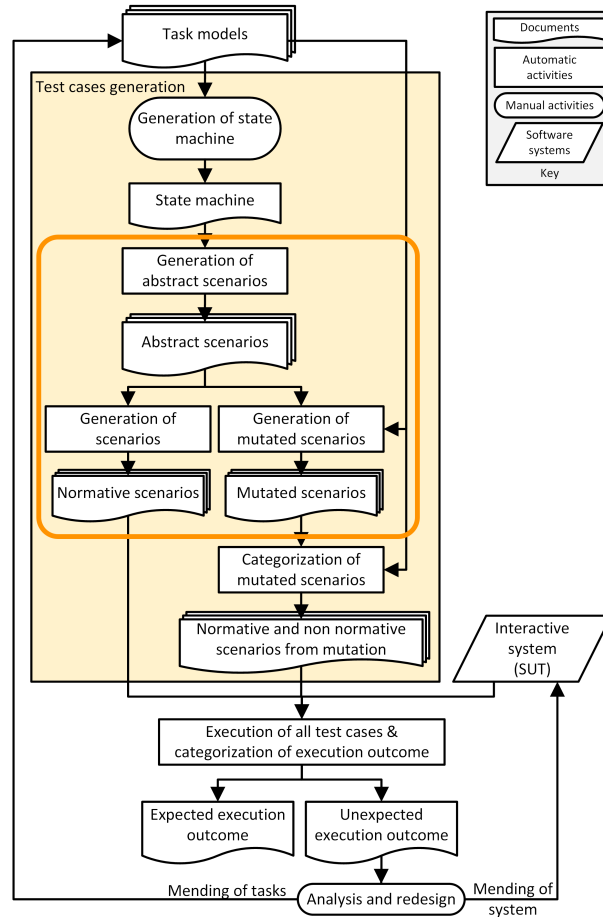 Task models
Documents
Automatic
activities
Manual activities
Software
systems
Key
Test cases generation
Generation of state
machine
State machine
Generation of
abstract scenarios
Abstract scenarios
Generation of
scenarios
Generation of
mutated scenarios
Normative scenarios
Mutated scenarios
Categorization of
mutated scenarios
Normative and non normative
scenarios from mutation
Interactive
system
(SUT)
Execution of all test cases &
categorization of execution outcome
Expected execution
outcome
Unexpected
execution outcome
Mending of tasks
Analysis and redesign
Mending of
system